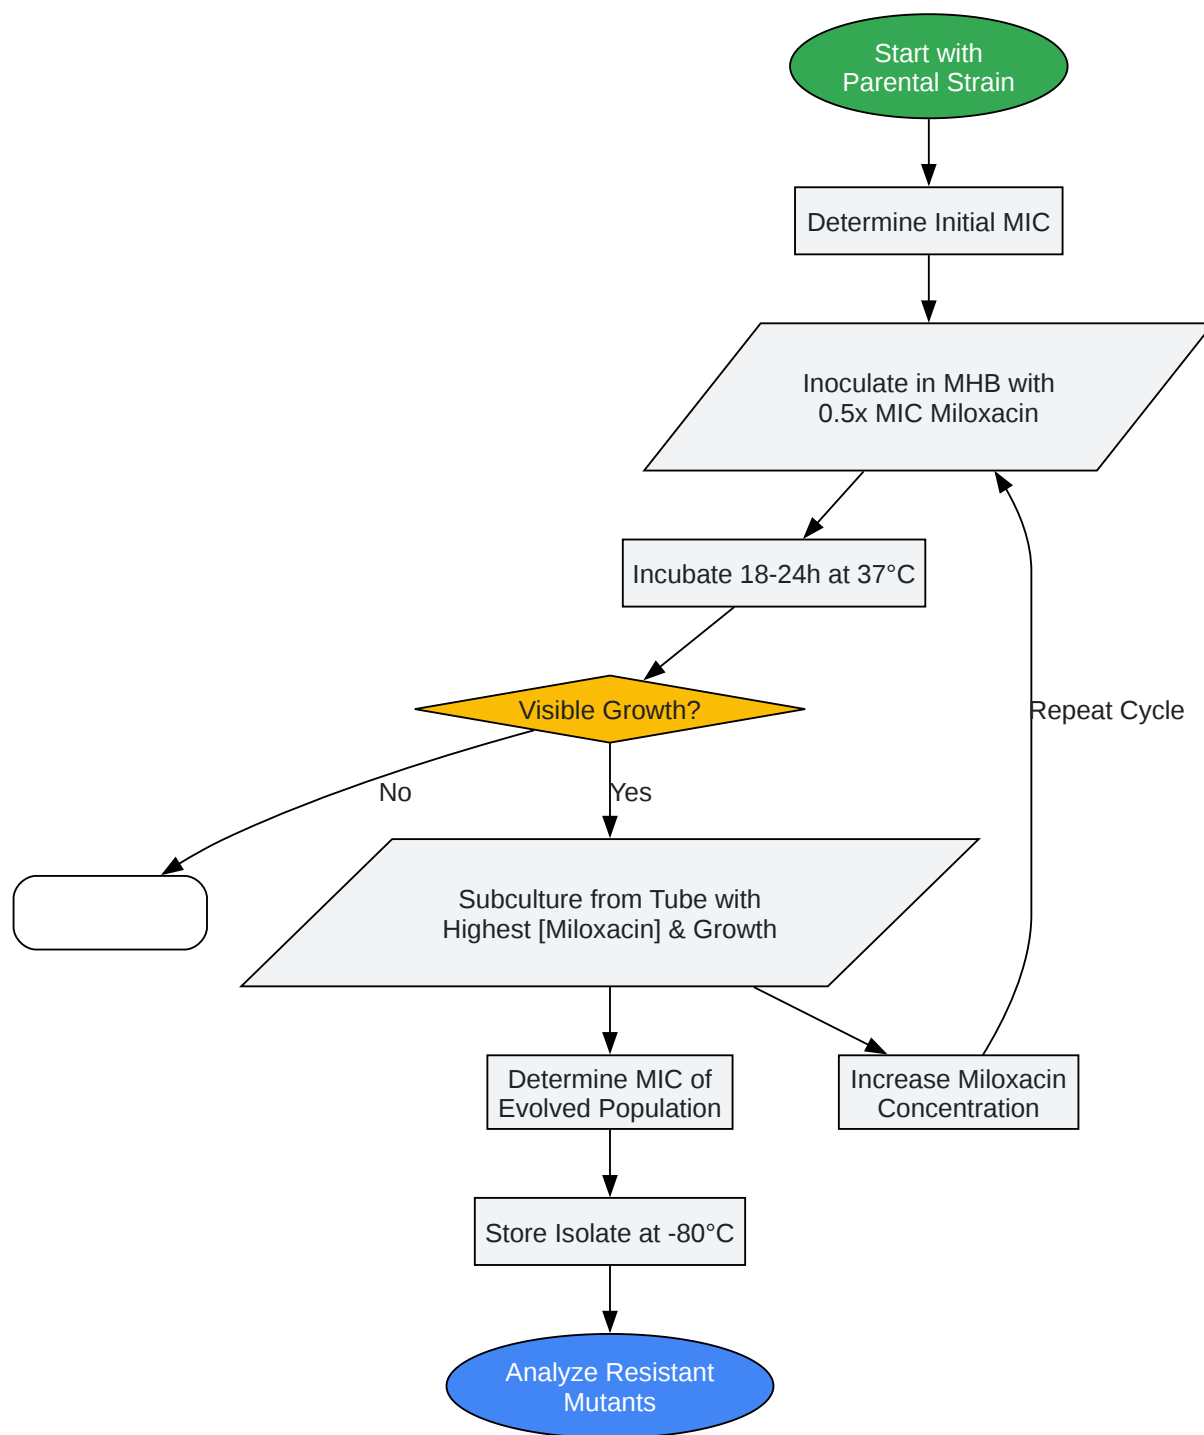 Start with
Parental Strain
Determine Initial MIC
Inoculate in MHB with
0.5x MIC Miloxacin
Incubate 18-24h at 37°C
Visible Growth?
Repeat Cycle
No
Yes
Subculture from Tube with
Highest [Miloxacin] & Growth
Determine MIC of
Evolved Population
Increase Miloxacin
Concentration
Store Isolate at -80°C
Analyze Resistant
Mutants